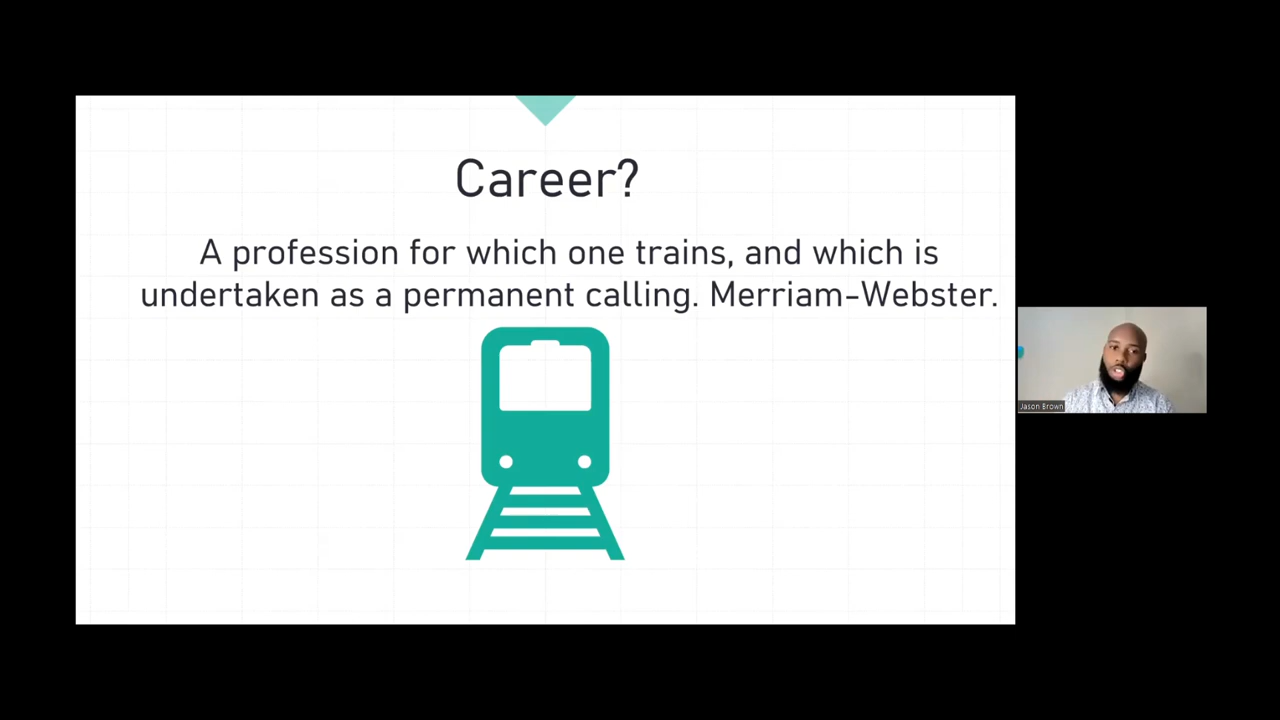 Career?
A profession for which one trains, and which is
undertaken as a permanent calling. Merriam-Webster.
Jason Brown